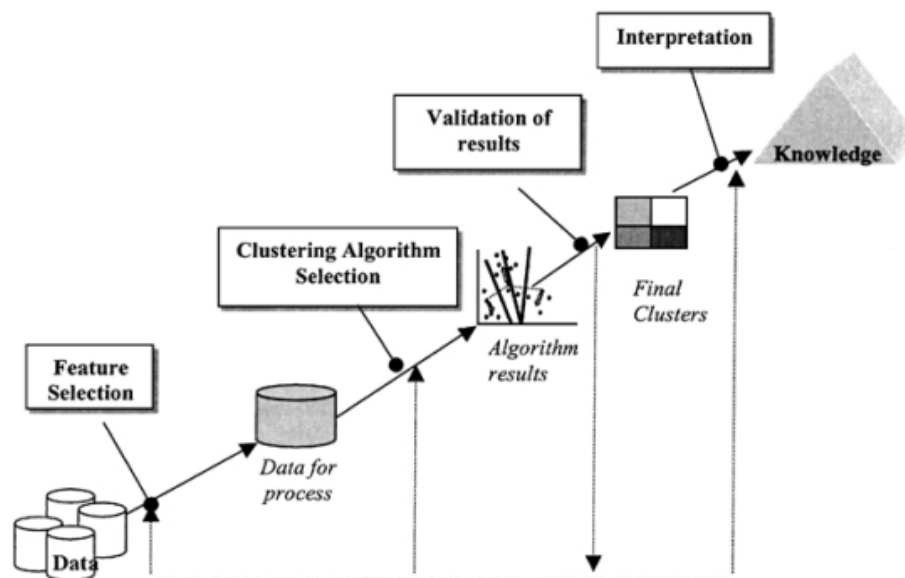 Interpretation
Validation of
results
Knowledge
Clustering Algorithm
Selection
Final
Clusters
Algorithm
results
Feature
Selection
Data for
process
Data